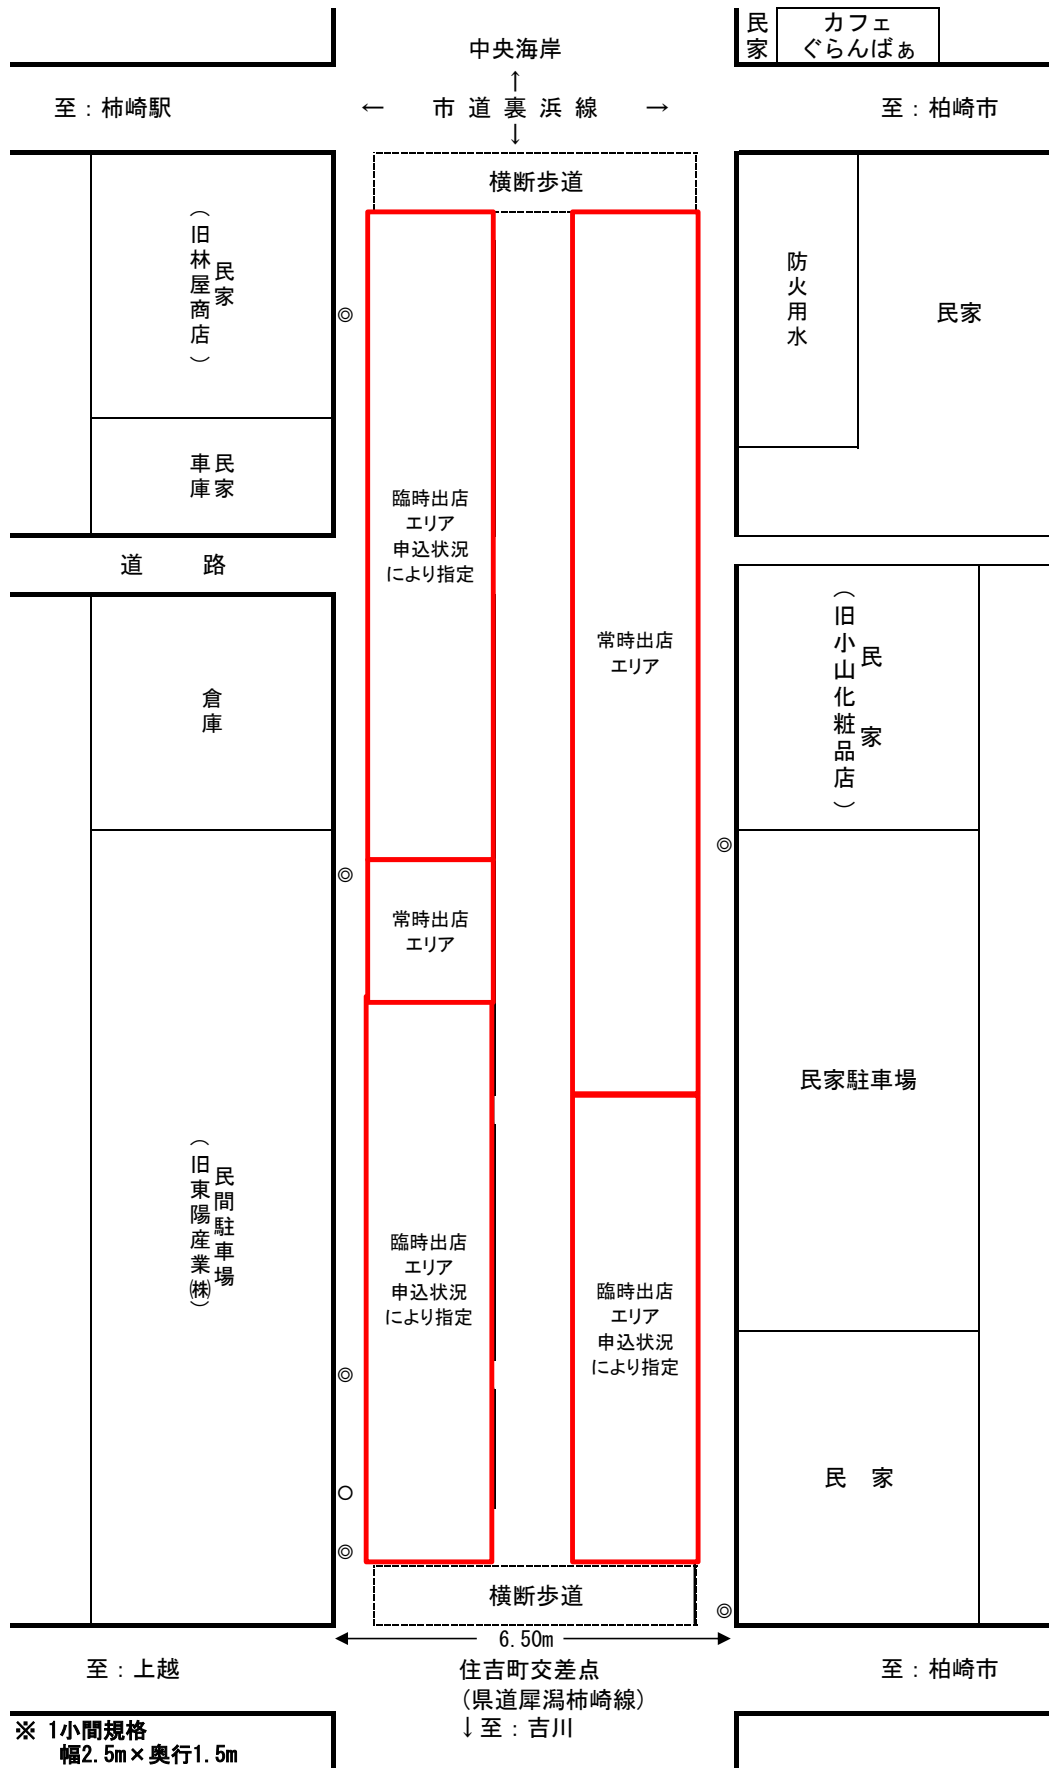 民家
カフェ
ぐらんばぁ
中央海岸
↑
至：柿崎駅
← 市道裏浜線 →
至：柏崎市
↓
横断歩道
民家
（旧林屋商店）
◎
防火用水
民家
民家
車庫
臨時出店
エリア
申込状況
により指定
道 路
常時出店
エリア
民家
（旧小山化粧品店）
倉庫
◎
◎
常時出店
エリア
民家駐車場
民間駐車場
（旧東陽産業㈱）
臨時出店
エリア
申込状況
により指定
臨時出店
エリア
申込状況
により指定
◎
民 家
○
◎
横断歩道
◎
6.50m
至：上越
住吉町交差点
(県道犀潟柿崎線)
↓至：吉川
至：柏崎市
※ 1小間規格
幅2.5m×奥行1.5m